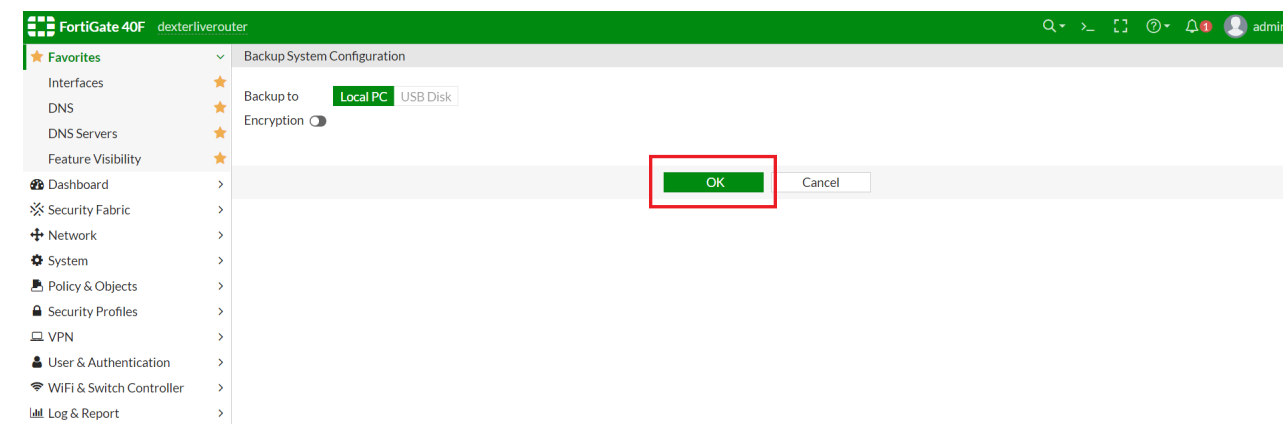 FortiGate 40F dexterliverouter
1 admin
Favorites
Interfaces
DNS
DNS Servers
Feature Visibility
Dashboard
Security Fabric
Network
System
Policy & Objects
Security Profiles
VPN
User & Authentication
WiFi & Switch Controller
Log & Report
Backup System Configuration
Backup to Local PC USB Disk
Encryption
OK Cancel